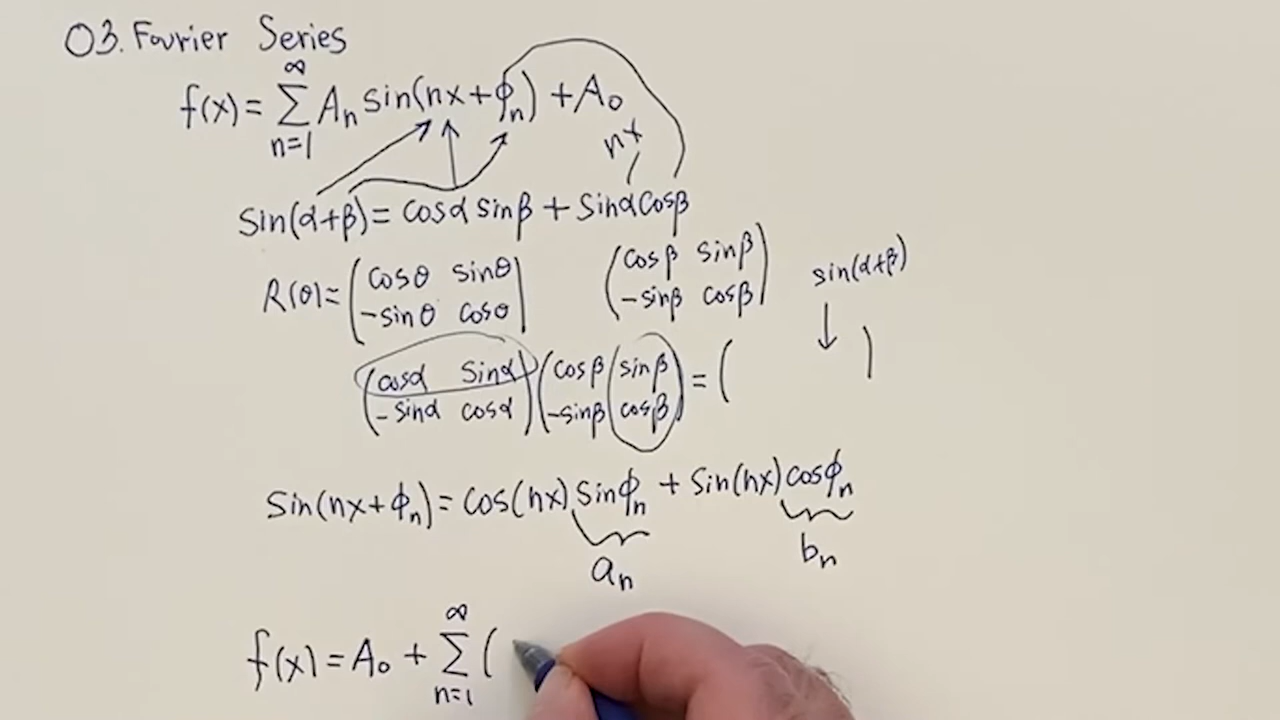 03. Fourier Series
f(x) = ∑_{n=1}^{∞} A_n sin(nx + ϕ_n) + A_0
nx
sin(α+β) = cosα sinβ + sinα cosβ
sin(α+β)
R(θ) = (cosθ sinθ (cosβ sinβ)
-sinθ cosθ) (-sinβ cosβ)
(cosα sinα) (cosβ sinβ) = ( )
(-sinα cosα) (-sinβ cosβ)
sin(nx + ϕ_n) = cos(nx) sinϕ_n + sin(nx) cosϕ_n
a_n b_n
f(x) = A_0 + ∑_{n=1}^{∞} (